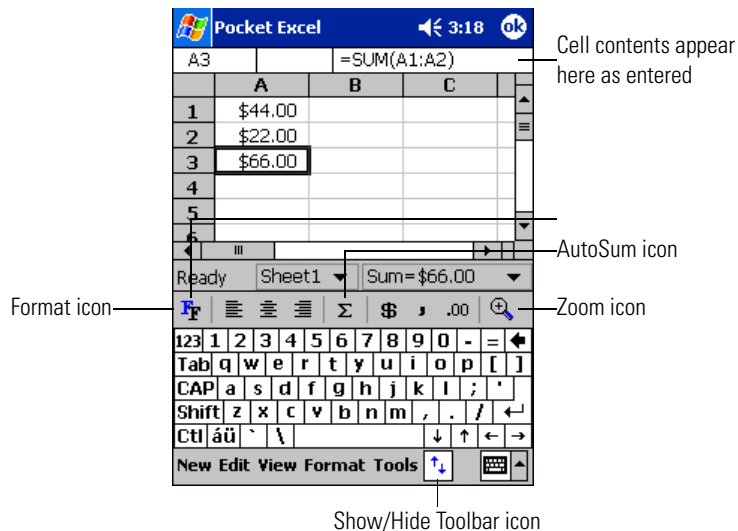 Pocket Excel 3:18 ok
A3 =SUM(A1:A2)
Cell contents appear
here as entered
A B C
1 $44.00
2 $22.00
3 $66.00
4
5
6
AutoSum icon
Ready Sheet1 Sum=$66.00
Format icon
F F $ , .00
Zoom icon
123 1 2 3 4 5 6 7 8 9 0 - =
Tab q w e r t y u i o p [ ]
CAP a s d f g h j k l ; '
Shift z x c v b n m , . /
Ctl áü ` \
New Edit View Format Tools
Show/Hide Toolbar icon